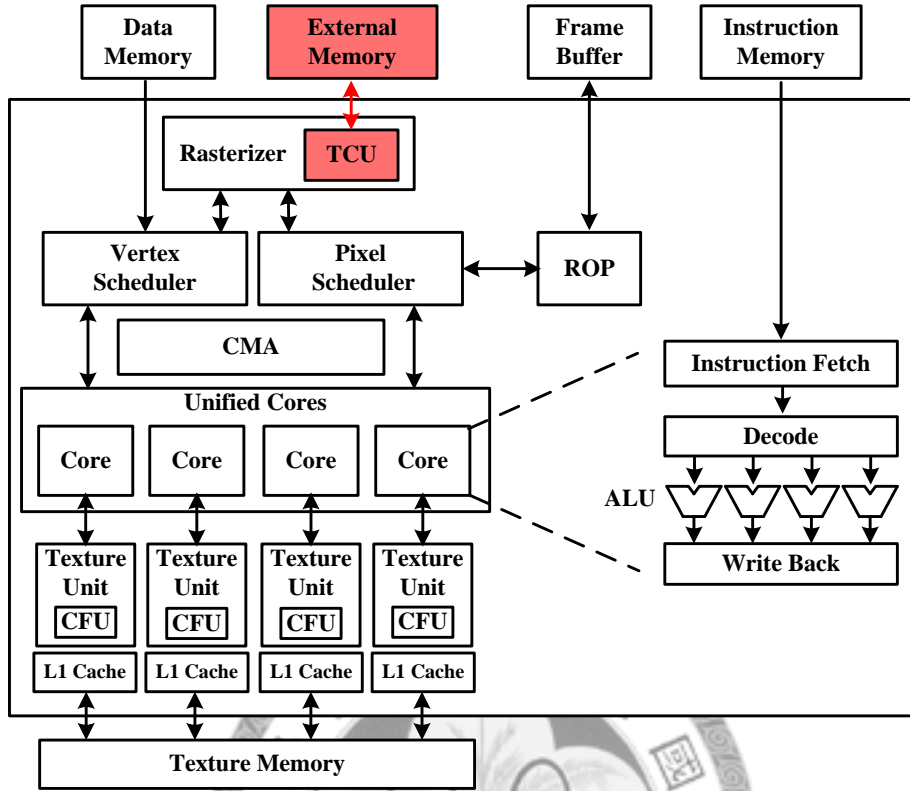 Data
Memory
External
Memory
Frame
Buffer
Instruction
Memory
Rasterizer
TCU
Vertex
Scheduler
Pixel
Scheduler
ROP
CMA
Instruction Fetch
Unified Cores
Decode
Core
Core
Core
Core
ALU
Write Back
Texture
Unit
CFU
Texture
Unit
CFU
Texture
Unit
CFU
Texture
Unit
CFU
L1 Cache
L1 Cache
L1 Cache
L1 Cache
Texture Memory